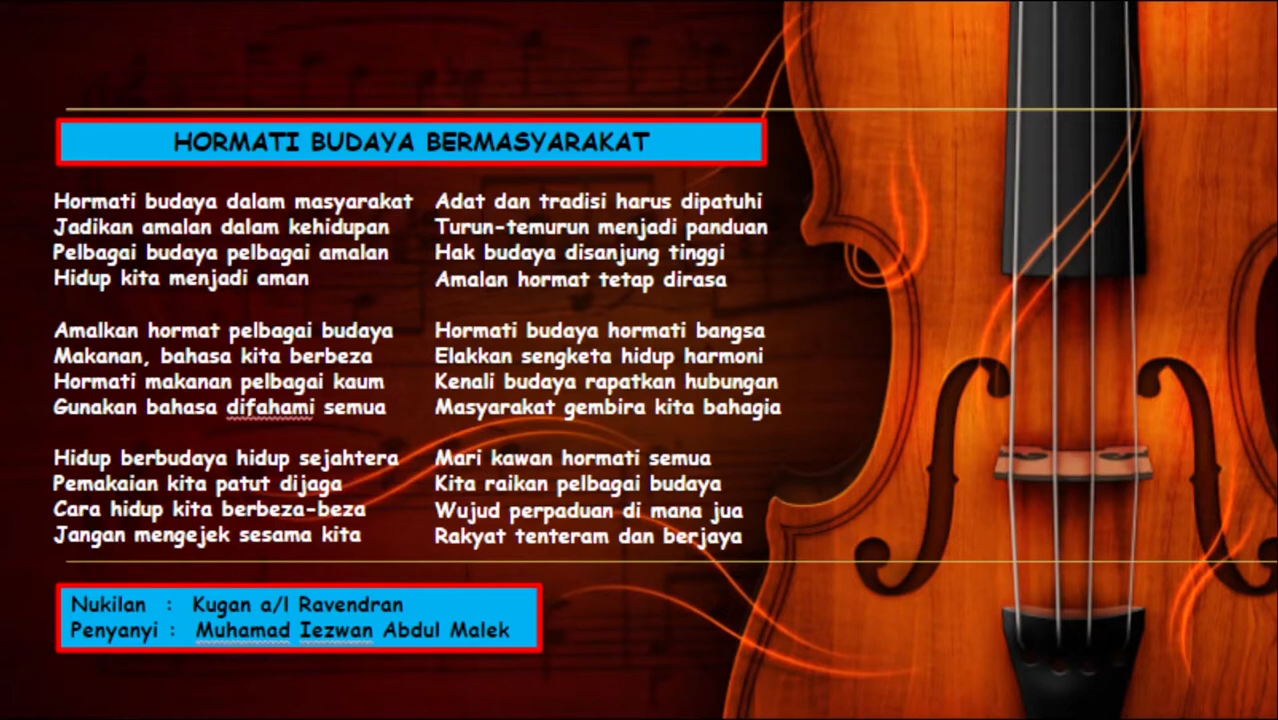 HORMATI BUDAYA BERMASYARAKAT
Hormati budaya dalam masyarakat
Jadikan amalan dalam kehidupan
Pelbagai budaya pelbagai amalan
Hidup kita menjadi aman
Amalkan hormat pelbagai budaya
Makanan, bahasa kita berbeza
Hormati makanan pelbagai kaum
Gunakan bahasa difahami semua
Hidup berbudaya hidup sejahtera
Pemakaian kita patut dijaga
Cara hidup kita berbeza-beza
Jangan mengejek sesama kita
Adat dan tradisi harus dipatuhi
Turun-temurun menjadi panduan
Hak budaya disanjung tinggi
Amalan hormat tetap dirasa
Hormati budaya hormati bangsa
Elakkan sengketa hidup harmoni
Kenali budaya rapatkan hubungan
Masyarakat gembira kita bahagia
Mari kawan hormati semua
Kita raikan pelbagai budaya
Wujud perpaduan di mana jua
Rakyat tenteram dan berjaya
Nukilan : Kugan a/l Ravendran
Penyanyi : Muhamad Iezwan Abdul Malek